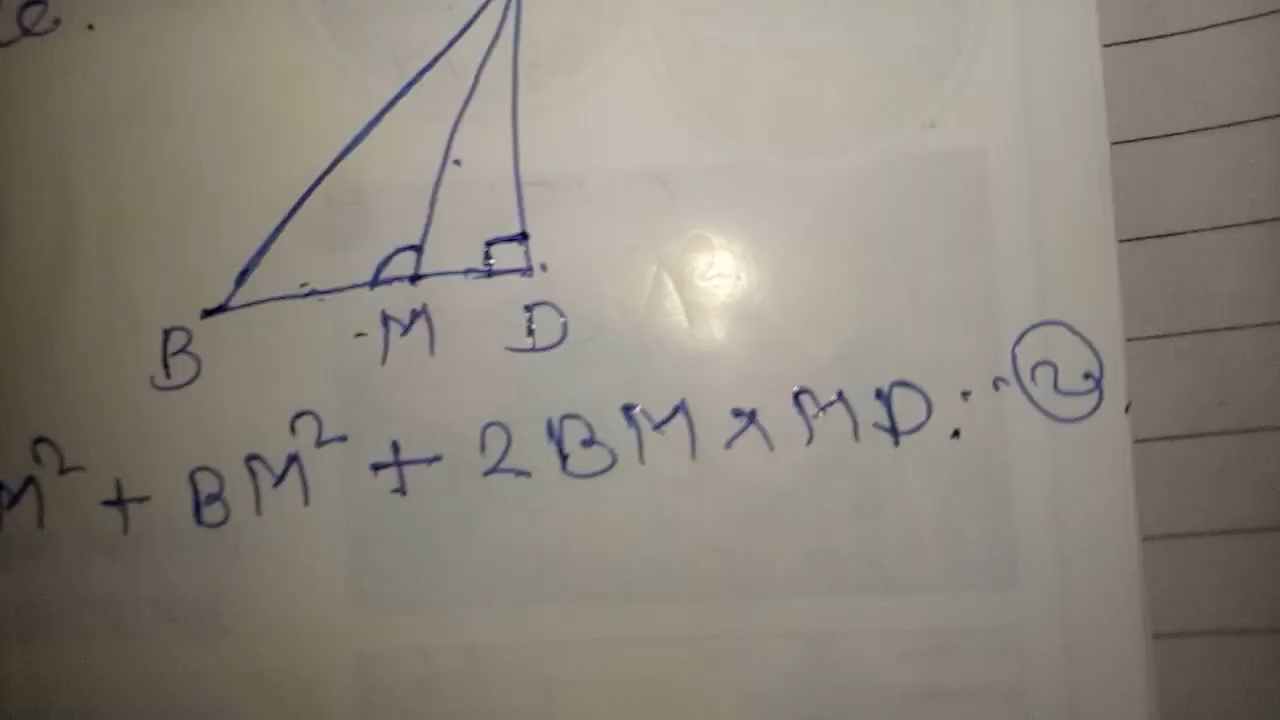 B M D
M² + BM² + 2BM × MD. ②